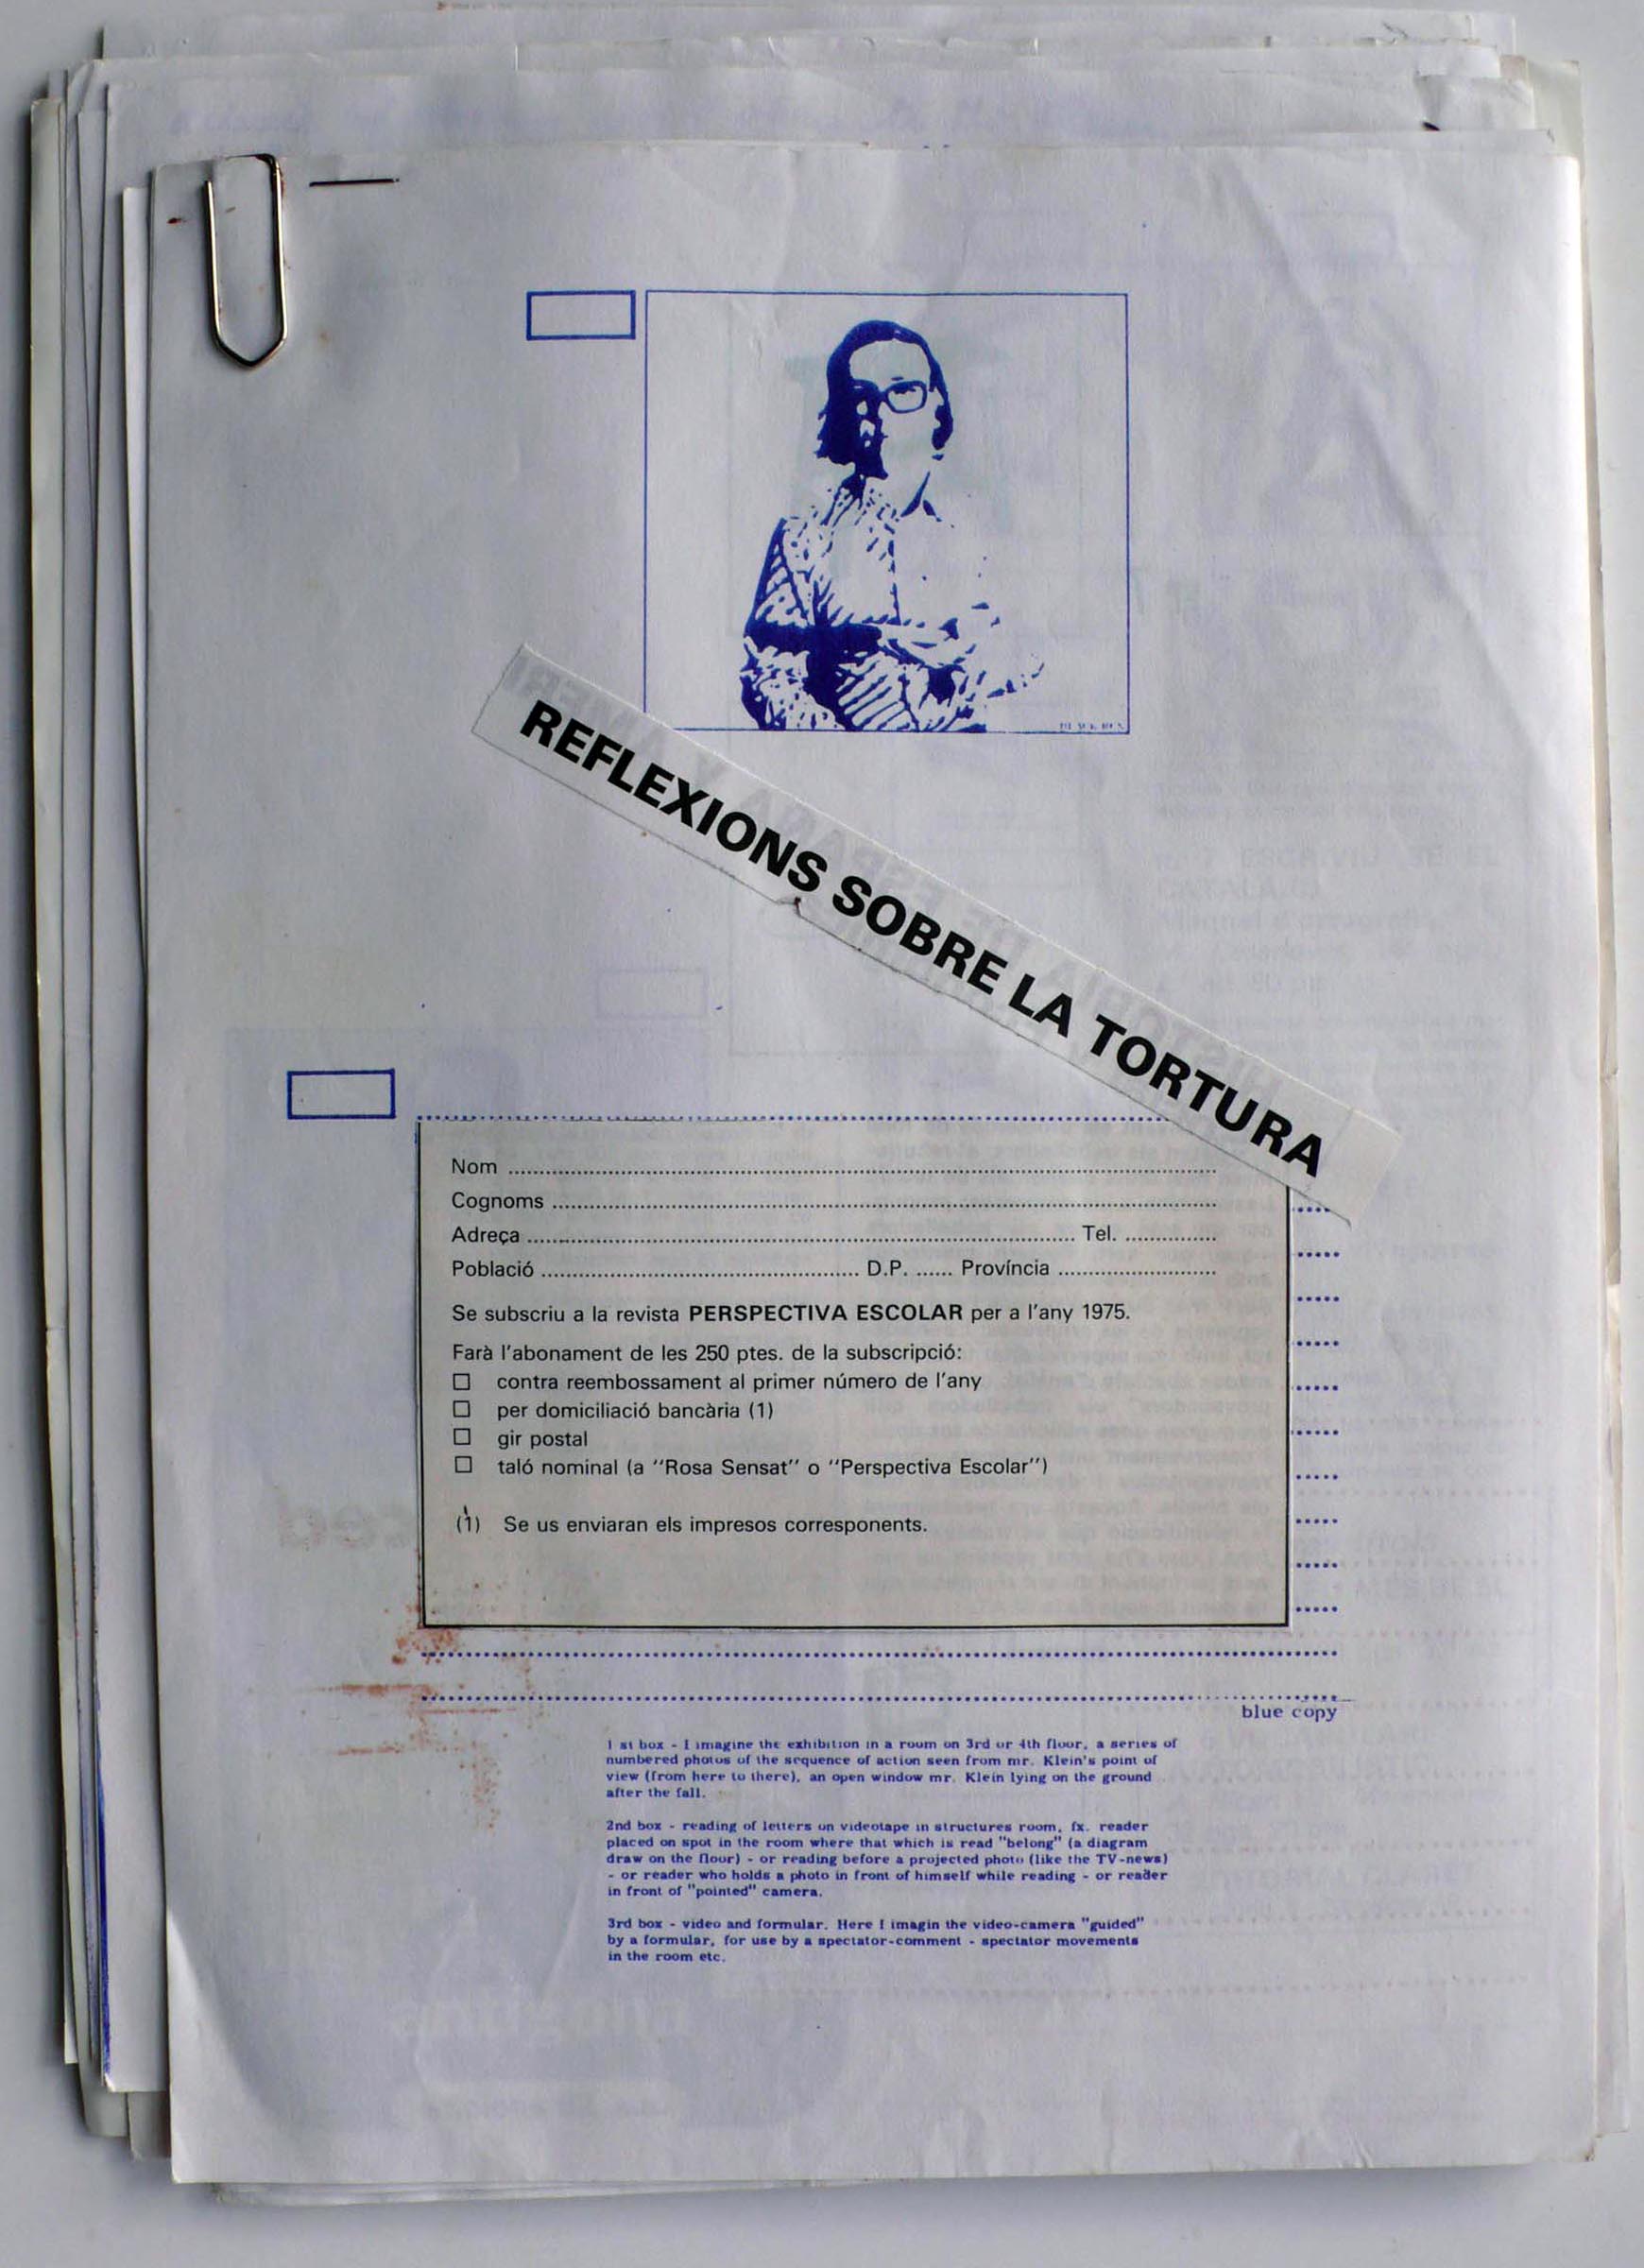 REFLEXIONS SOBRE LA TORTURA
Nom
Cognoms
Adreça Tel.
Població D.P. Província
Se subscriu a la revista PERSPECTIVA ESCOLAR per a l'any 1975.
Farà l'abonament de les 250 ptes. de la subscripció:
contra reembossament al primer número de l'any
per domiciliació bancària (1)
gir postal
taló nominal (a "Rosa Sensat" o "Perspectiva Escolar")
(1) Se us enviaran els impresos corresponents.
blue copy
1 st box - I imagine the exhibition in a room on 3rd or 4th floor, a series of
numbered photos of the sequence of action seen from mr. Klein's point of
view (from here to there), an open window mr. Klein lying on the ground
after the fall.
2nd box - reading of letters on videotape in structures room, fx. reader
placed on spot in the room where that which is read "belong" (a diagram
draw on the floor) - or reading before a projected photo (like the TV-news)
- or reader who holds a photo in front of himself while reading - or reader
in front of "pointed" camera.
3rd box - video and formular. Here I imagin the video-camera "guided"
by a formular, for use by a spectator-comment - spectator movements
in the room etc.